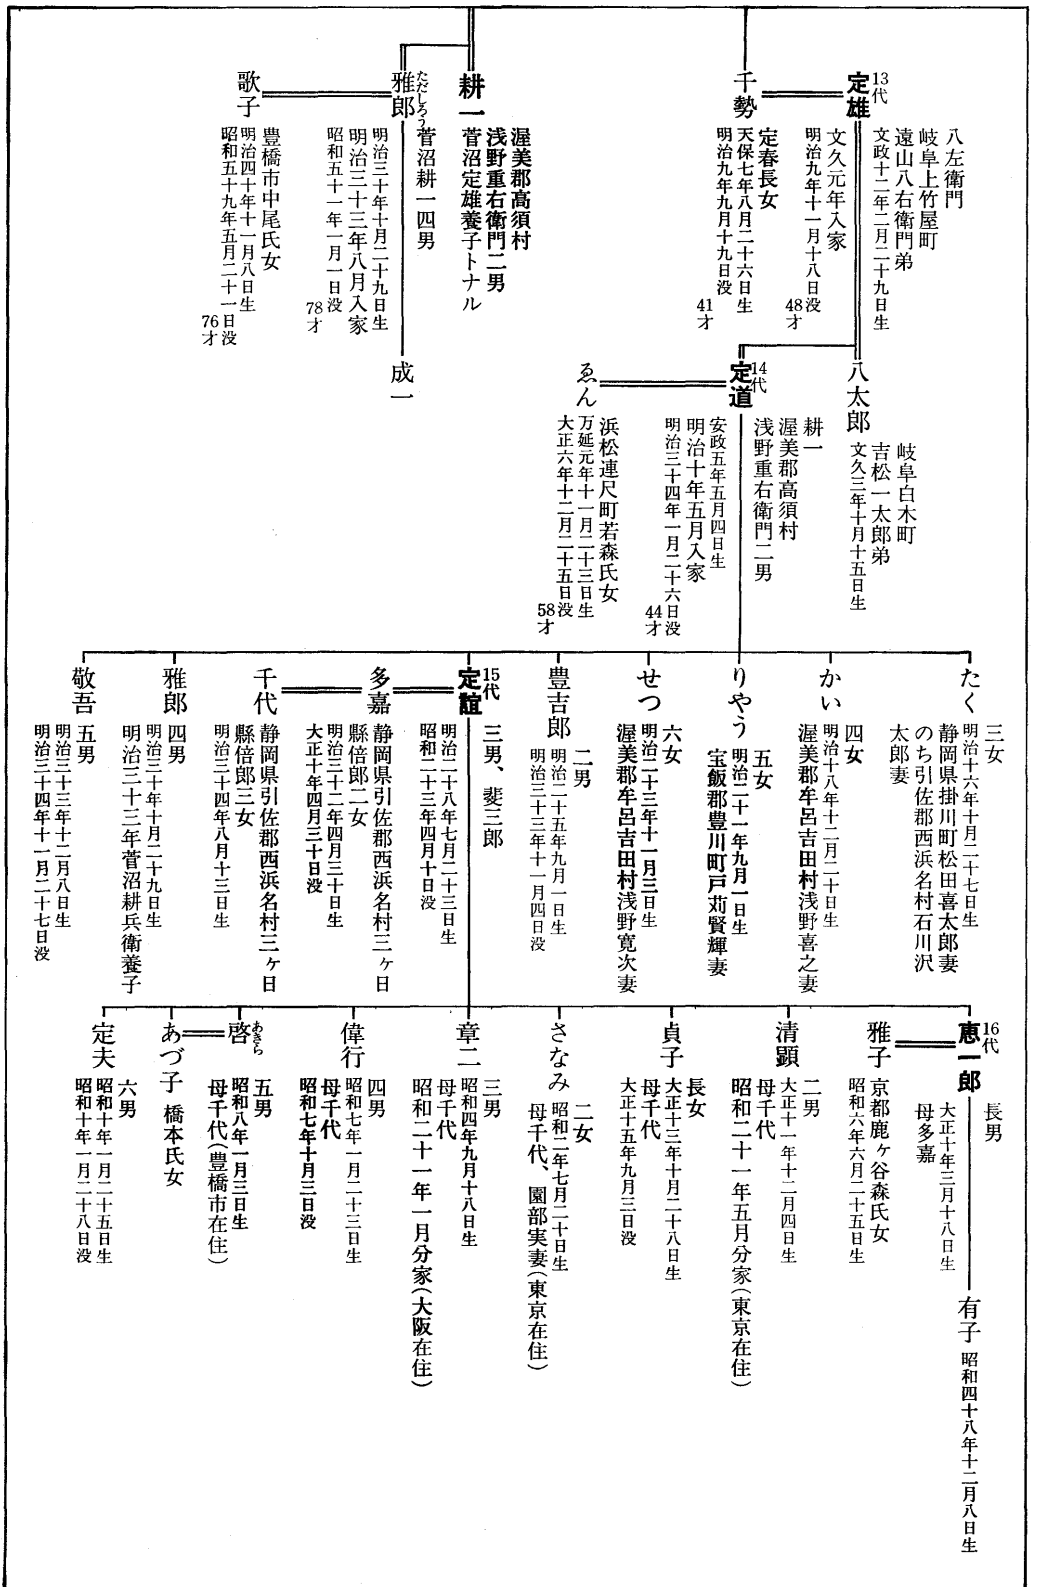 13代
定雄
八左衛門
岐阜上竹屋町
遠山八右衛門弟
文政十二年二月二十九日生
文久元年入家
明治九年十一月十八日没
48才
千勢
定春長女
天保七年八月二十六日生
明治九年九月十九日没
41才
耕一
渥美郡高須村
浅野重右衛門二男
菅沼定雄養子トナル
雅郎
ただしろう
菅沼耕一四男
明治三十年十月二十九日生
明治三十三年八月入家
昭和五十一年一月一日没
78才
歌子
豊橋市中尾氏女
明治四十年十一月八日生
昭和五十九年五月二十一日没
76才
成一
八太郎
岐阜白木町
吉松一太郎弟
文久三年十月十五日生
14代
定道
耕一
渥美郡高須村
浅野重右衛門二男
安政五年五月四日生
明治十年五月入家
明治三十四年一月二十六日没
44才
ゑん
浜松連尺町若森氏女
万延元年十一月二十三日生
大正六年十二月二十五日没
58才
たく
三女
明治十六年十月二十七日生
静岡県掛川町松田喜太郎妻
のち引佐郡西浜名村石川沢
太郎妻
かい
四女
明治十八年十二月二十日生
渥美郡牟呂吉田村浅野喜之妻
りやう
五女
明治二十一年九月一日生
宝飯郡豊川町戸苅賢輝妻
せつ
六女
明治二十三年十一月三日生
渥美郡牟呂吉田村浅野寛次妻
豊吉郎
二男
明治二十五年九月一日生
明治三十三年十一月四日没
15代
定誼
三男、斐三郎
明治二十八年七月二十三日生
昭和二十三年四月十日没
多嘉
静岡県引佐郡西浜名村三ヶ日
縣倍郎二女
明治三十二年四月三十日生
大正十年四月三十日没
千代
静岡県引佐郡西浜名村三ヶ日
縣倍郎三女
明治三十四年八月十三日生
雅郎
四男
明治三十年十月二十九日生
明治三十三年菅沼耕兵衛養子
敬吾
五男
明治三十三年十二月八日生
明治三十四年十一月二十七日没
16代
恵一郎
長男
大正十年三月十八日生
母多嘉
雅子
京都鹿ヶ谷森氏女
昭和六年六月二十五日生
有子
昭和四十八年十二月八日生
清顕
二男
大正十一年十二月四日生
母千代
昭和二十一年五月分家(東京在住)
貞子
長女
大正十三年十月二十八日生
母千代
大正十五年九月三日没
さなみ
二女
昭和二年七月二十日生
母千代、園部実妻(東京在住)
章二
三男
昭和四年九月十八日生
母千代
昭和二十一年一月分家(大阪在住)
偉行
四男
昭和七年一月二十三日生
母千代
昭和七年十月三日没
啓
あきら
五男
昭和八年一月三日生
母千代(豊橋市在住)
あづ子
橋本氏女
定夫
六男
昭和十年一月二十五日生
昭和十年一月二十八日没